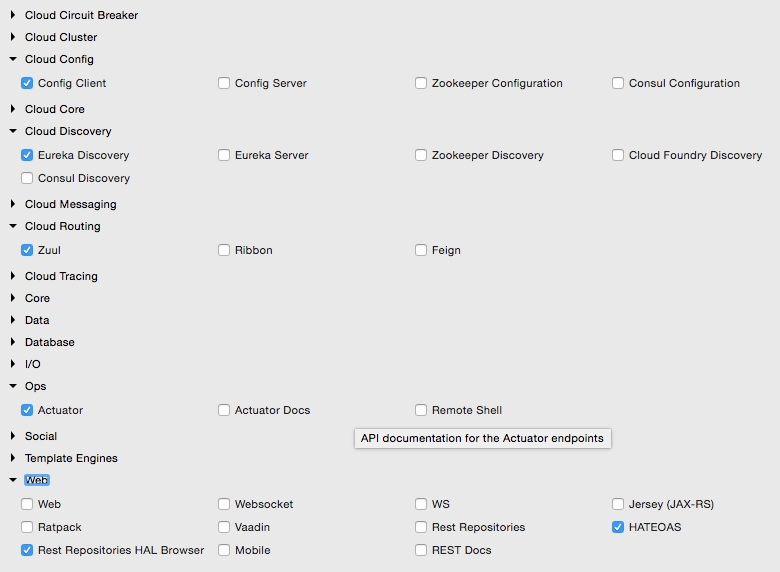 Cloud Circuit Breaker
Cloud Cluster
Cloud Config
Config Client Config Server Zookeeper Configuration Consul Configuration
Cloud Core
Cloud Discovery
Eureka Discovery Eureka Server Zookeeper Discovery Cloud Foundry Discovery
Consul Discovery
Cloud Messaging
Cloud Routing
Zuul Ribbon Feign
Cloud Tracing
Core
Data
Database
I/O
Ops
Actuator Actuator Docs Remote Shell
Social
API documentation for the Actuator endpoints
Template Engines
Web
Web Websocket WS Jersey (JAX-RS)
Ratpack Vaadin Rest Repositories HATEOAS
Rest Repositories HAL Browser Mobile REST Docs